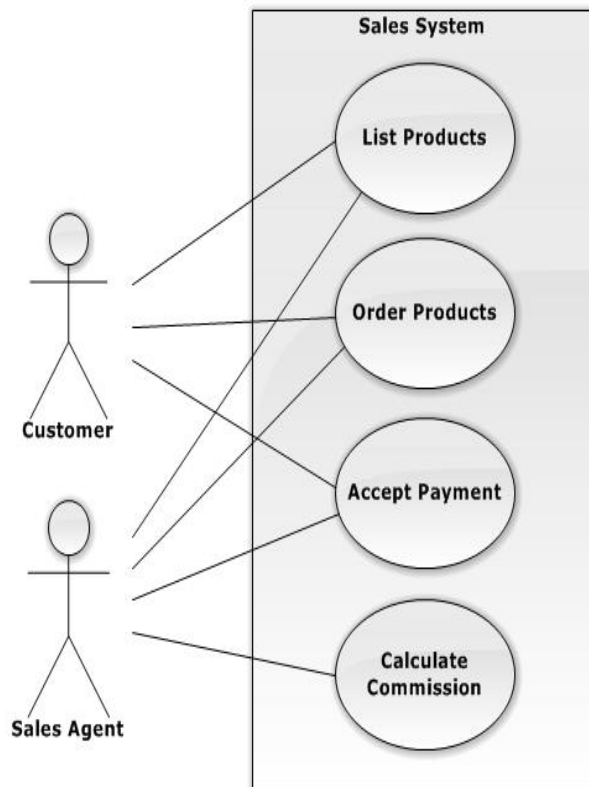 Sales System
List Products
Order Products
Customer
Accept Payment
Calculate
Commission
Sales Agent